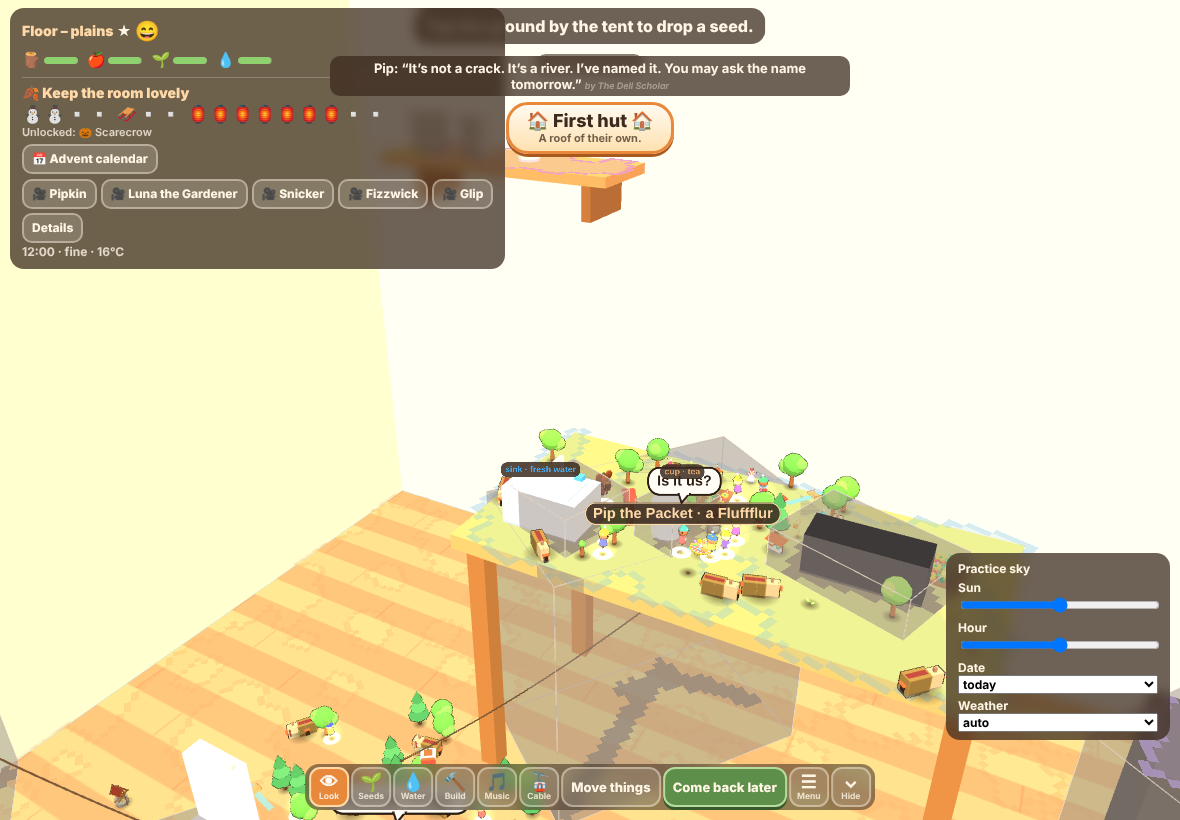 Floor – plains ★
ound by the tent to drop a seed.
Pip: “It's not a crack. It's a river. I've named it. You may ask the name
tomorrow.” by The Deli Scholar
Keep the room lovely
Unlocked: Scarecrow
Advent calendar
First hut
A roof of their own.
Pipkin
Luna the Gardener
Snicker
Fizzwick
Glip
Details
12:00 · fine · 16°C
sink · fresh water
cup · tea
Is it us?
Pip the Packet · a Fluffflur
Practice sky
Sun
Hour
Date
today
Weather
auto
Look
Seeds
Water
Build
Music
Cable
Move things
Come back later
Menu
Hide